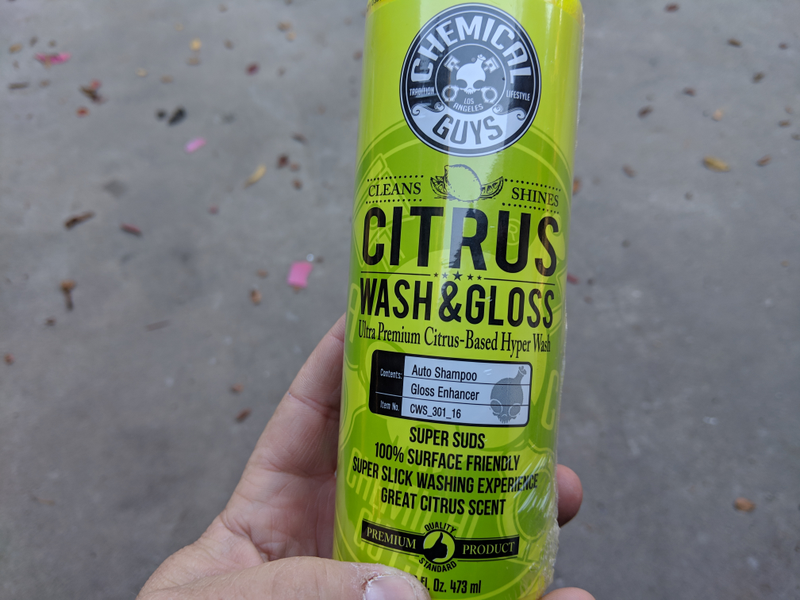 CHEMICAL
TRADITION
LOS
ANGELES
LIFESTYLE
GUYS
CLEANS SHINES
CITRUS
WASH&GLOSS
Ultra Premium Citrus-Based Hyper Wash
Contents: Auto Shampoo
Gloss Enhancer
Item No. CWS_301_16
SUPER SUDS
100% SURFACE FRIENDLY
SUPER SLICK WASHING EXPERIENCE
GREAT CITRUS SCENT
QUALITY
PREMIUM PRODUCT
STANDARD
fl. Oz. 473 ml